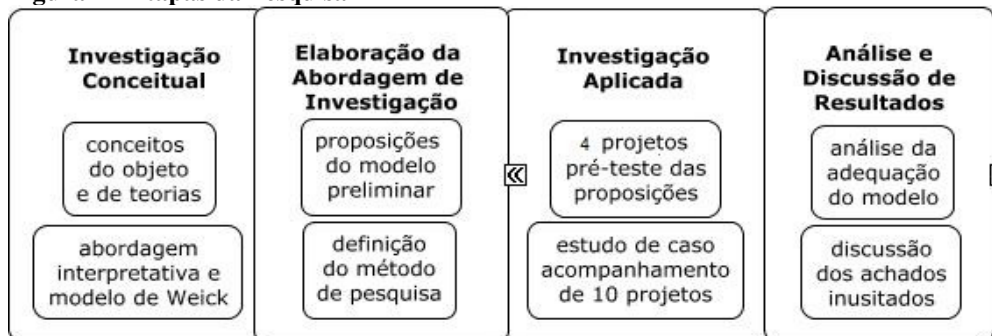 Investigação
Conceitual
conceitos
do objeto
e de teorias
abordagem
interpretativa e
modelo de Weick
Elaboração da
Abordagem de
Investigação
proposições
do modelo
preliminar
definição
do método
de pesquisa
Investigação
Aplicada
4 projetos
pré-teste das
proposições
estudo de caso
acompanhamento
de 10 projetos
Análise e
Discussão de
Resultados
análise da
adequação
do modelo
discussão
dos achados
inusitados